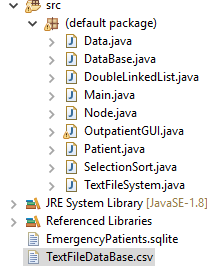 src
(default package)
Data.java
DataBase.java
DoubleLinkedList.java
Main.java
Node.java
OutpatientGUI.java
Patient.java
SelectionSort.java
TextFileSystem.java
JRE System Library [JavaSE-1.8]
Referenced Libraries
EmergencyPatients.sqlite
TextFileDataBase.csv